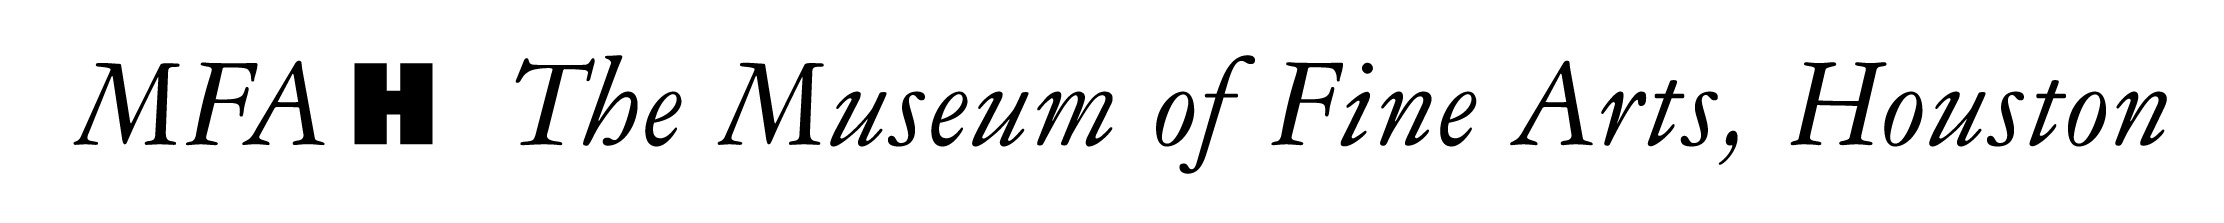 MFAH The Museum of Fine Arts, Houston